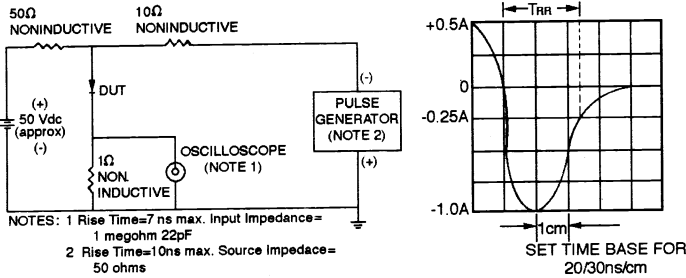 50Ω
NONINDUCTIVE
10Ω
NONINDUCTIVE
DUT
(+)
50 Vdc
(approx)
(-)
1Ω
NON.
INDUCTIVE
OSCILLOSCOPE
(NOTE 1)
(-)
PULSE
GENERATOR
(NOTE 2)
(+)
NOTES: 1 Rise Time=7 ns max. Input Impedance=
1 megohm 22pF
2 Rise Time=10ns max. Source Impedace=
50 ohms
TRR
+0.5A
0
-0.25A
-1.0A
1cm
SET TIME BASE FOR
20/30ns/cm